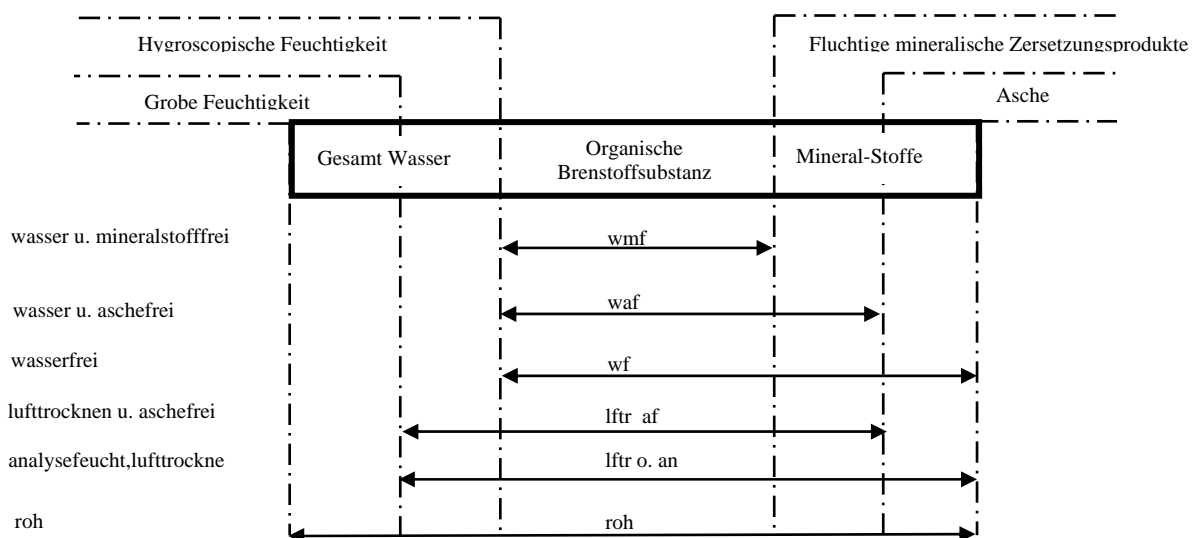 Hygroscopische Feuchtigkeit
Fluchtige mineralische Zersetzungsprodukte
Grobe Feuchtigkeit
Asche
Gesamt Wasser
Organische
Brenstoffsubstanz
Mineral-Stoffe
wasser u. mineralstofffrei
wmf
wasser u. aschefrei
waf
wasserfrei
wf
lufttrocknen u. aschefrei
lftr af
analysefeucht,lufttrockne
lftr o. an
roh
roh